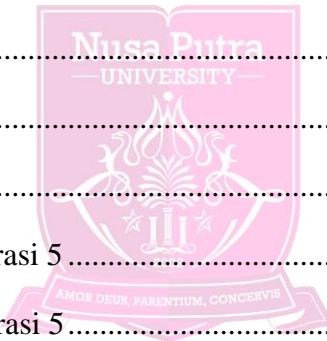 Nusa Putra
UNIVERSITY
rasi 5
AMOR DEUS, PARENTIUM, CONCERVIS
rasi 5